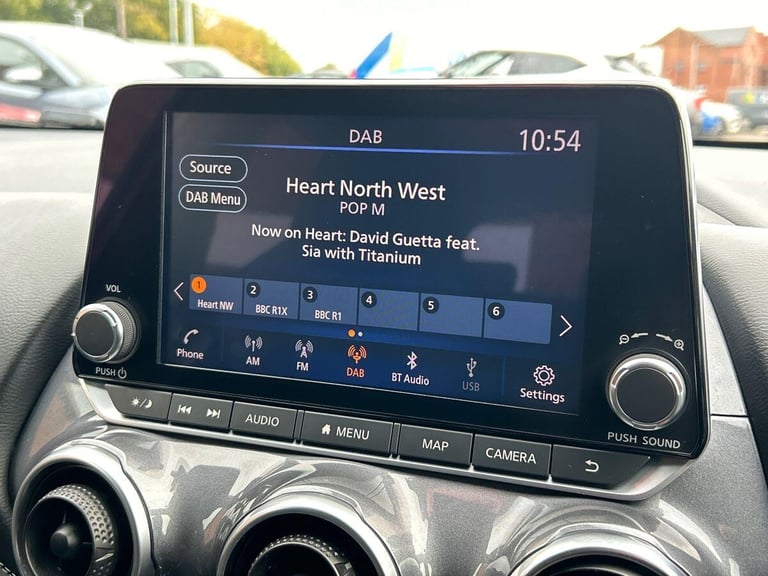 DAB
10:54
Source
DAB Menu
Heart North West
POP M
Now on Heart: David Guetta feat.
Sia with Titanium
1
Heart NW
2
BBC R1X
3
BBC R1
4
5
6
Phone
AM
FM
DAB
BT Audio
USB
Settings
VOL
PUSH
PUSH SOUND
AUDIO
MENU
MAP
CAMERA